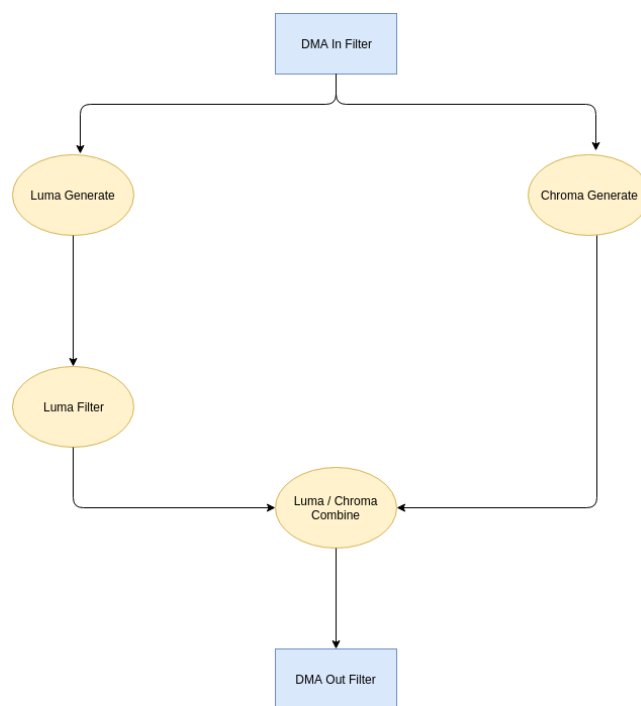 DMA In Filter
Luma Generate
Chroma Generate
Luma Filter
Luma / Chroma
Combine
DMA Out Filter